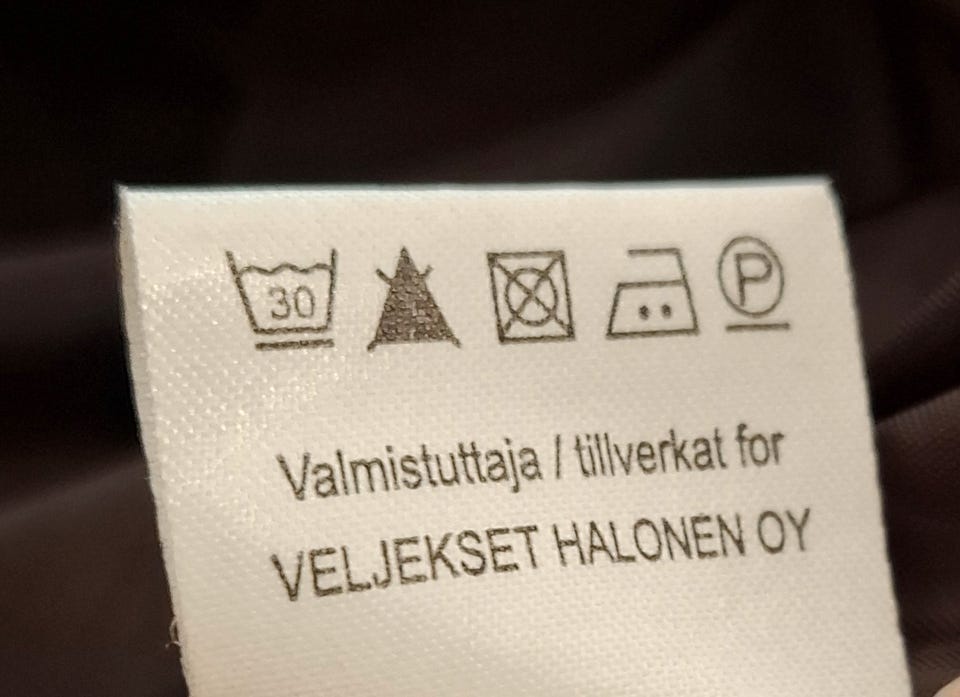 30 P
Valmistuttaja / tillverkat for
VELJEKSET HALONEN OY